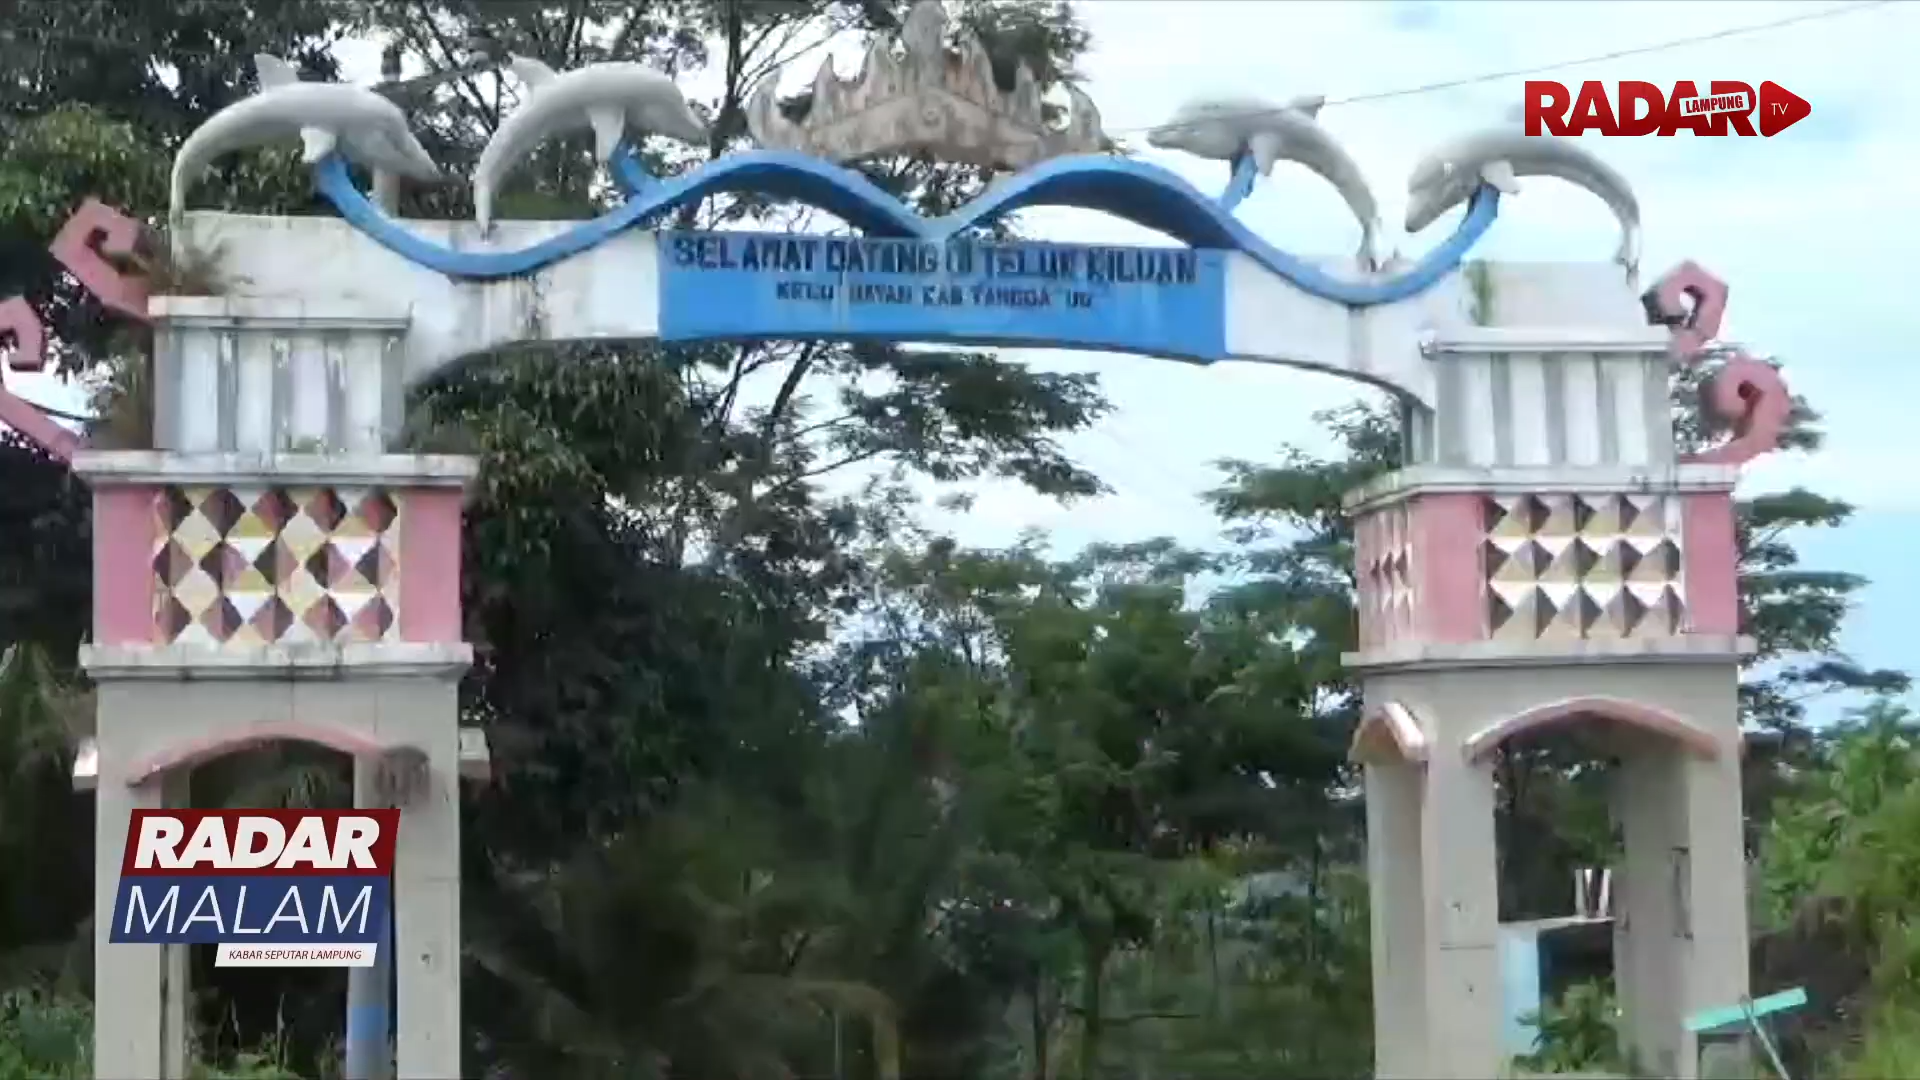 RADAR LAMPUNG TV
SELAMAT DATANG DI TELUK KILUAN
KAB TANGGA
RADAR
MALAM
KABAR SEPUTAR LAMPUNG